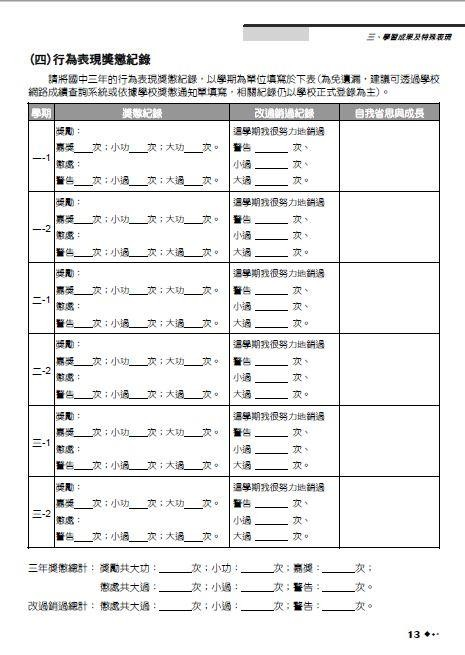 三、學習成果及特殊表現
(四)行為表現獎懲紀錄
請將國中三年的行為表現獎懲紀錄，以學期為單位填寫於下表(為免遺漏，建議可透過學校
網路成績查詢系統或依據學校獎懲通知單填寫，相關紀錄仍以學校正式登錄為主)。
學期 獎懲紀錄 改過銷過紀錄 自我省思與成長
一-1
獎勵：
嘉獎____次；小功____次；大功____次。
懲處：
警告____次；小過____次；大過____次。
這學期我很努力地銷過
警告______ 次、
小過______ 次、
大過______ 次。
一-2
獎勵：
嘉獎____次；小功____次；大功____次。
懲處：
警告____次；小過____次；大過____次。
這學期我很努力地銷過
警告______ 次、
小過______ 次、
大過______ 次。
二-1
獎勵：
嘉獎____次；小功____次；大功____次。
懲處：
警告____次；小過____次；大過____次。
這學期我很努力地銷過
警告______ 次、
小過______ 次、
大過______ 次。
二-2
獎勵：
嘉獎____次；小功____次；大功____次。
懲處：
警告____次；小過____次；大過____次。
這學期我很努力地銷過
警告______ 次、
小過______ 次、
大過______ 次。
三-1
獎勵：
嘉獎____次；小功____次；大功____次。
懲處：
警告____次；小過____次；大過____次。
這學期我很努力地銷過
警告______ 次、
小過______ 次、
大過______ 次。
三-2
獎勵：
嘉獎____次；小功____次；大功____次。
懲處：
警告____次；小過____次；大過____次。
這學期我很努力地銷過
警告______ 次、
小過______ 次、
大過______ 次。
三年獎懲總計： 獎勵共大功：______次；小功：______次；嘉獎：______次；
懲處共大過：______次；小過：______次；警告：______次。
改過銷過總計： 懲處共大過：______次；小過：______次；警告：______次。
13